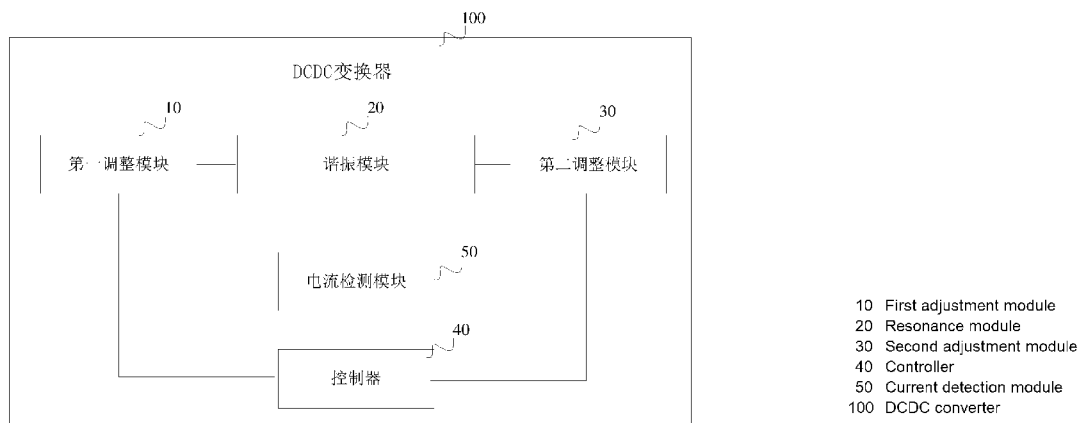 100
DCDC变换器
10
20
30
第一调整模块
谐振模块
第二调整模块
50
电流检测模块
40
控制器
10 First adjustment module
20 Resonance module
30 Second adjustment module
40 Controller
50 Current detection module
100 DCDC converter